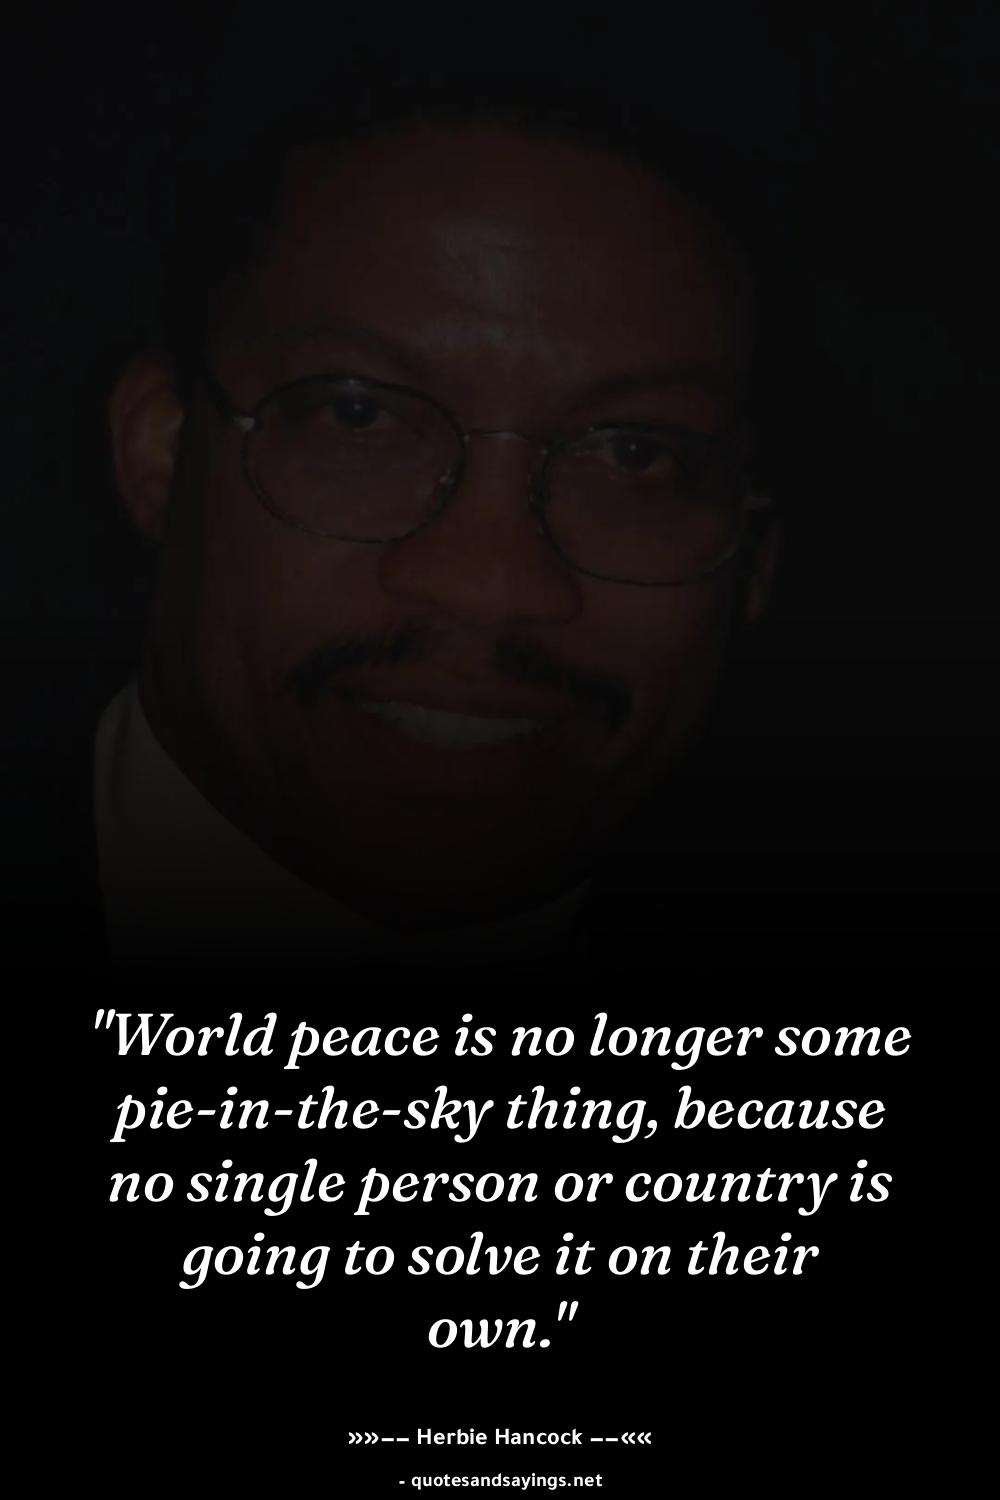 "World peace is no longer some
pie-in-the-sky thing, because
no single person or country is
going to solve it on their
own."
»»–– Herbie Hancock ––««
- quotesandsayings.net